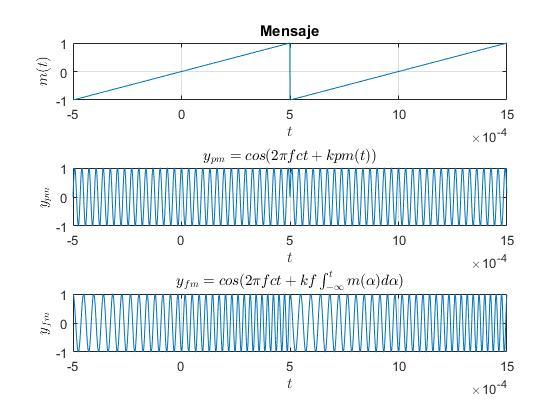 Mensaje
1
0
-1
m(t)
-5 0 5 10 15
t
×10⁻⁴
y_pm = cos(2πfct + kpm(t))
1
0
-1
y_pm
-5 0 5 10 15
t
×10⁻⁴
y_fm = cos(2πfct + kf ∫_{-∞}^{t} m(α)dα)
1
0
-1
y_fm
-5 0 5 10 15
t
×10⁻⁴